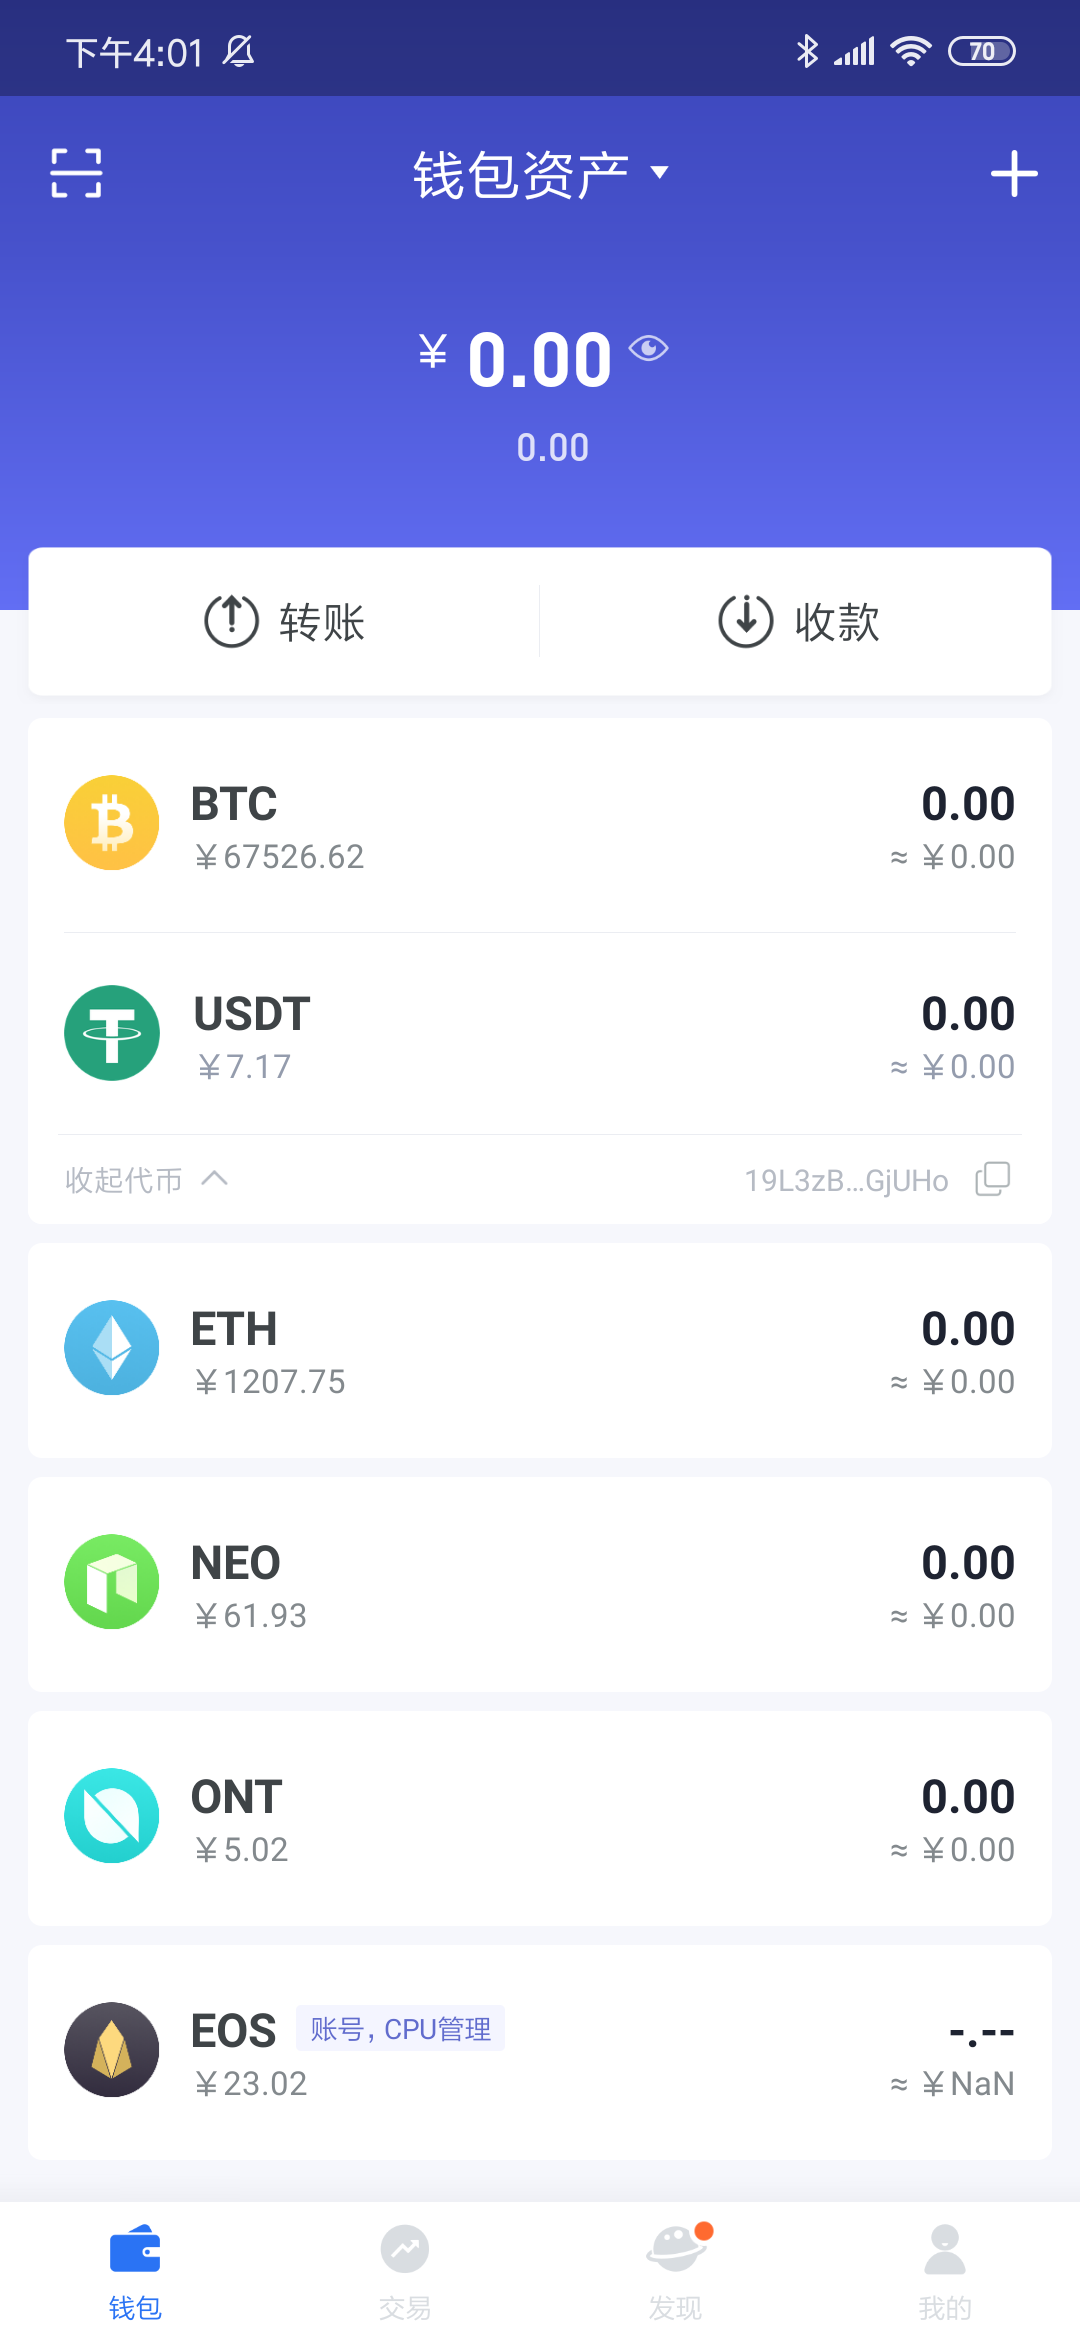 下午4:01
70
钱包资产
¥ 0.00
0.00
转账
收款
BTC
0.00
¥67526.62
≈ ¥0.00
USDT
0.00
¥7.17
≈ ¥0.00
收起代币
19L3zB...GjUHo
ETH
0.00
¥1207.75
≈ ¥0.00
NEO
0.00
¥61.93
≈ ¥0.00
ONT
0.00
¥5.02
≈ ¥0.00
EOS
账号，CPU管理
-.--
¥23.02
≈ ¥NaN
钱包
交易
发现
我的